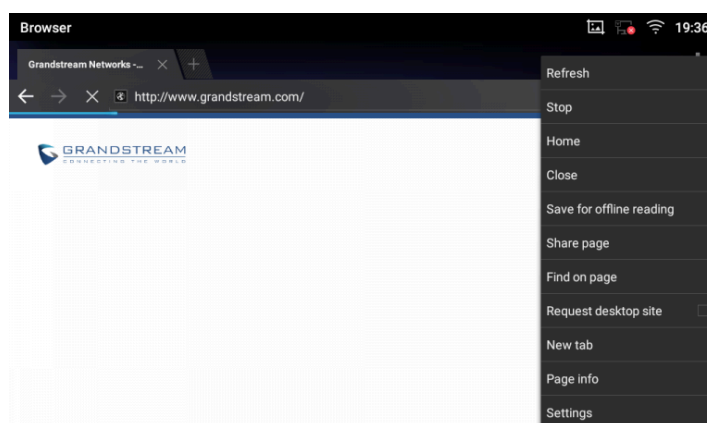 Browser
19:36
Grandstream Networks -...
http://www.grandstream.com/
GRANDSTREAM
CONNECTING THE WORLD
Refresh
Stop
Home
Close
Save for offline reading
Share page
Find on page
Request desktop site
New tab
Page info
Settings